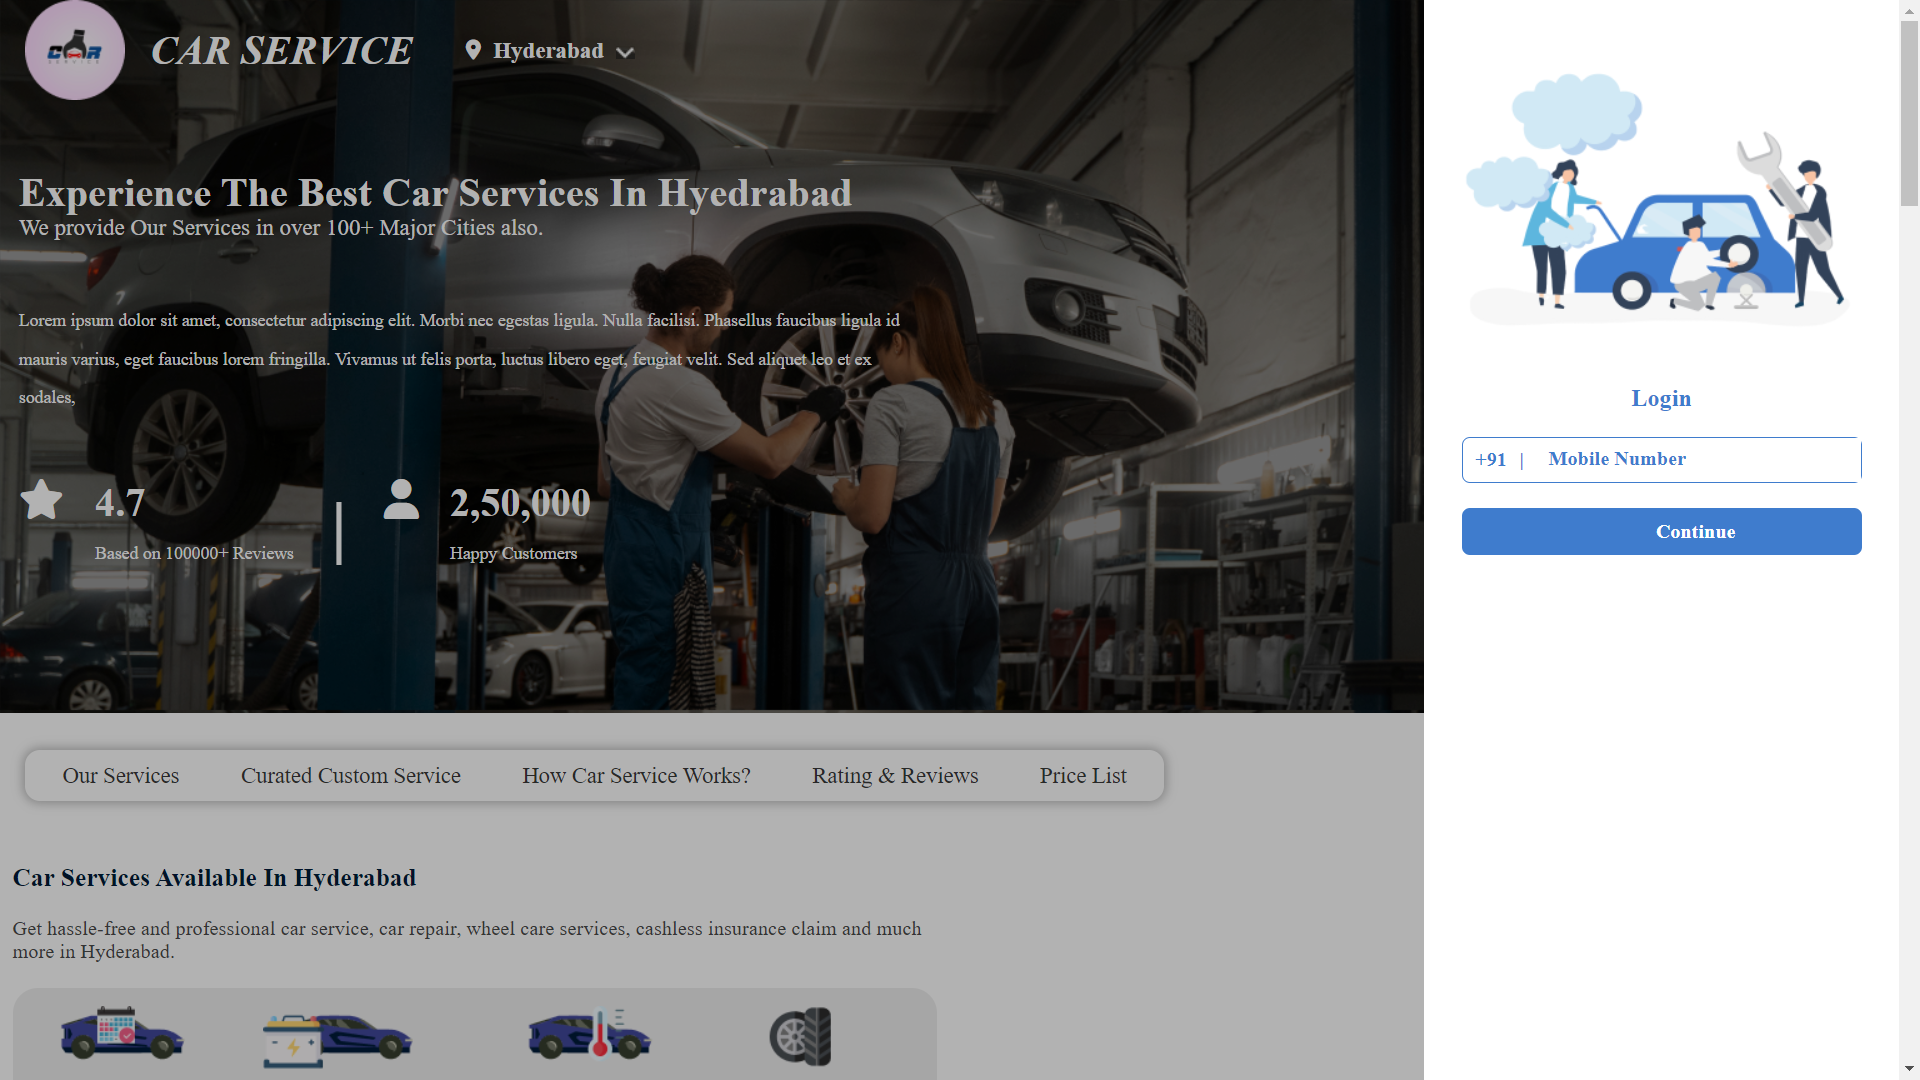 CAR
SERVICE
CAR SERVICE
Hyderabad
Experience The Best Car Services In Hyedrabad
We provide Our Services in over 100+ Major Cities also.
Lorem ipsum dolor sit amet, consectetur adipiscing elit. Morbi nec egestas ligula. Nulla facilisi. Phasellus faucibus ligula id
mauris varius, eget faucibus lorem fringilla. Vivamus ut felis porta, luctus libero eget, feugiat velit. Sed aliquet leo et ex
sodales,
4.7
Based on 100000+ Reviews
2,50,000
Happy Customers
Our Services
Curated Custom Service
How Car Service Works?
Rating & Reviews
Price List
Car Services Available In Hyderabad
Get hassle-free and professional car service, car repair, wheel care services, cashless insurance claim and much
more in Hyderabad.
Login
+91 | Mobile Number
Continue